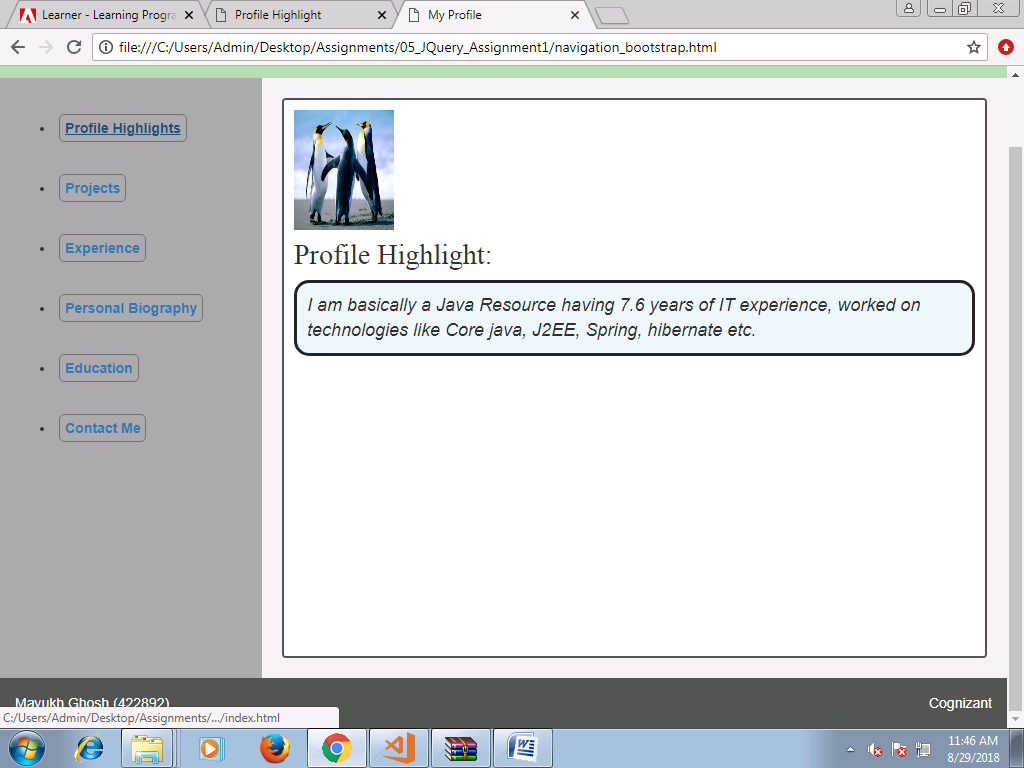 Learner - Learning Progra
Profile Highlight
My Profile
file:///C:/Users/Admin/Desktop/Assignments/05_JQuery_Assignment1/navigation_bootstrap.html
Profile Highlights
Projects
Experience
Personal Biography
Education
Contact Me
Profile Highlight:
I am basically a Java Resource having 7.6 years of IT experience, worked on
technologies like Core java, J2EE, Spring, hibernate etc.
Mayukh Ghosh (422892)
Cognizant
C:/Users/Admin/Desktop/Assignments/.../index.html
11:46 AM
8/29/2018